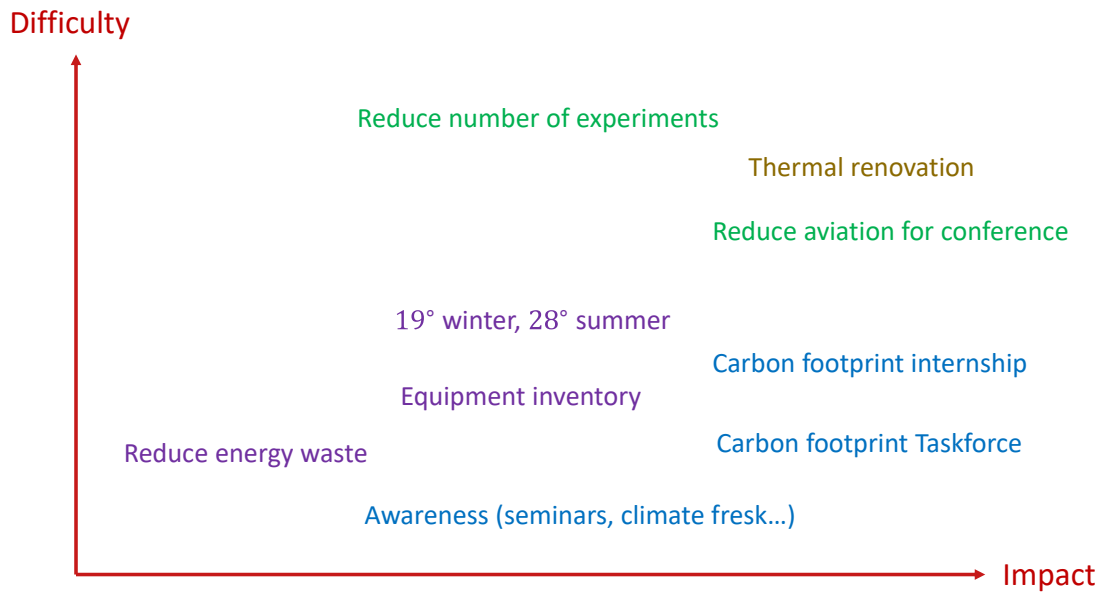 Difficulty
Reduce number of experiments
Thermal renovation
Reduce aviation for conference
19° winter, 28° summer
Carbon footprint internship
Equipment inventory
Carbon footprint Taskforce
Reduce energy waste
Awareness (seminars, climate fresk…)
Impact